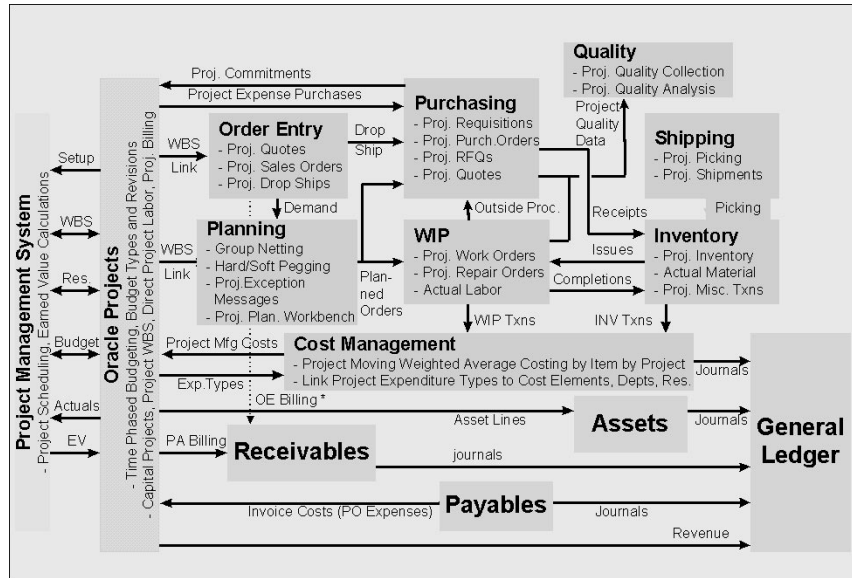 Quality
- Proj. Quality Collection
- Proj. Quality Analysis
Proj. Commitments
Project Expense Purchases
Purchasing
- Proj. Requisitions
- Proj. Purch.Orders
- Proj. RFQs
- Proj. Quotes
Project
Quality
Data
Order Entry
- Proj. Quotes
- Proj. Sales Orders
- Proj. Drop Ships
Drop
Ship
Shipping
- Proj. Picking
- Proj. Shipments
WBS
Link
Setup
Demand
Outside Proc.
Receipts
Picking
Planning
- Group Netting
- Hard/Soft Pegging
- Proj.Exception
Messages
- Proj. Plan. Workbench
WBS
Link
Plan-
ned
Orders
WIP
- Proj. Work Orders
- Proj. Repair Orders
- Actual Labor
Issues
Completions
Inventory
- Proj. Inventory
- Actual Material
- Proj. Misc. Txns
WBS
Res.
Budget
Actuals
EV
Project Management System
- Project Scheduling, Earned Value Calculations
Oracle Projects
- Time Phased Budgeting, Budget Types and Revisions
- Capital Projects, Project WBS, Direct Project Labor, Proj. Billing
WIP Txns
INV Txns
Project Mfg Costs
Cost Management
- Project Moving Weighted Average Costing by Item by Project
- Link Project Expenditure Types to Cost Elements, Depts, Res.
Journals
Exp.Types
OE Billing *
Asset Lines
Assets
Journals
General
Ledger
PA Billing
Receivables
journals
Payables
Invoice Costs (PO Expenses)
Journals
Revenue